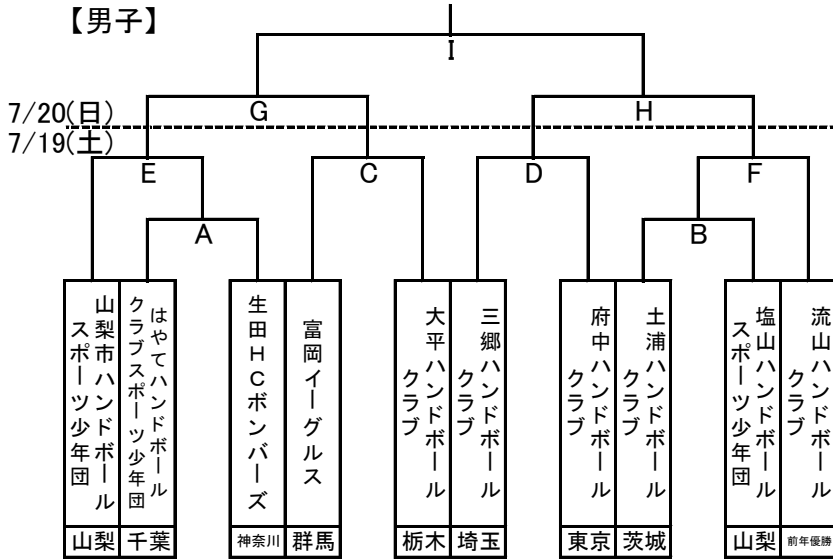 【男子】
I
7/20(日)
G
H
7/19(土)
E
C
D
F
A
B
山梨市ハンドボール
スポーツ少年団
はやてハンドボール
クラブスポーツ少年団
生田HCボンバーズ
富岡イーグルス
大平ハンドボール
クラブ
三郷ハンドボール
クラブ
府中ハンドボール
クラブ
土浦ハンドボール
クラブ
塩山ハンドボール
スポーツ少年団
流山ハンドボール
クラブ
山梨
千葉
神奈川
群馬
栃木
埼玉
東京
茨城
山梨
前年優勝